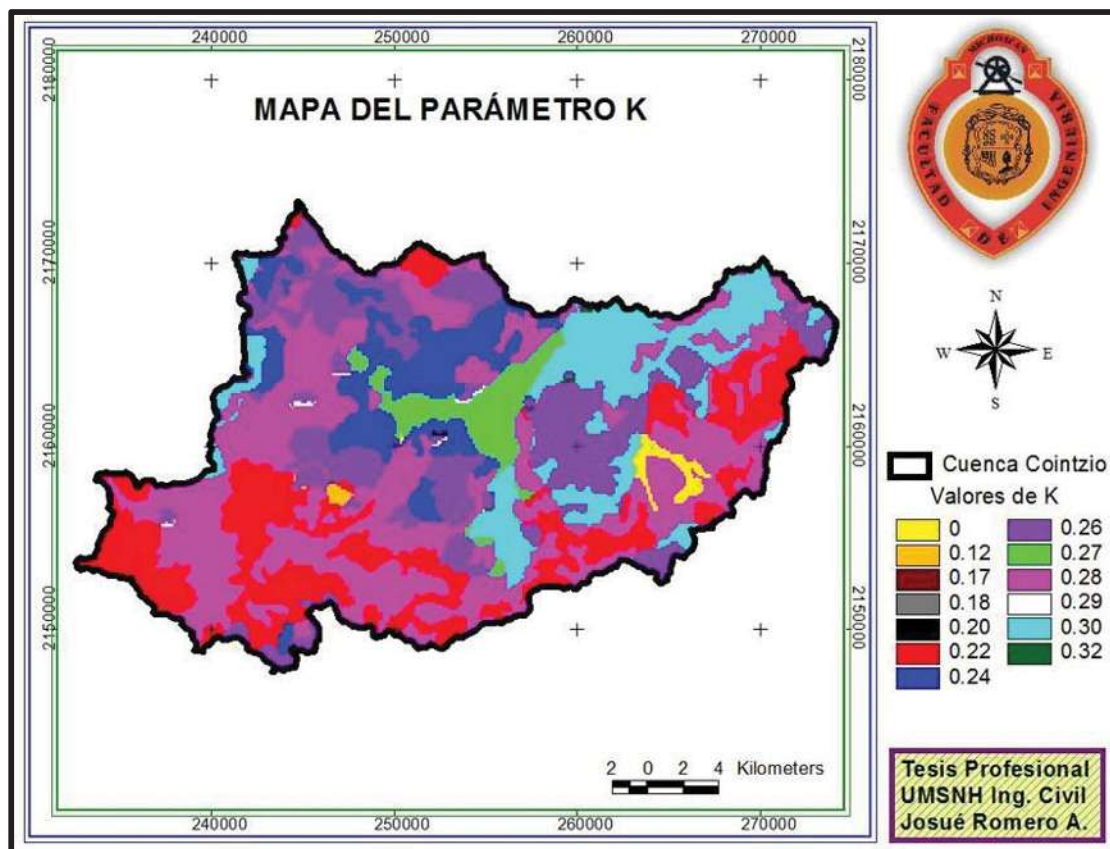 240000 250000 260000 270000
2180000 2180000
MAPA DEL PARÁMETRO K
2170000 2170000
2160000 2160000
2150000 2150000
2 0 2 4 Kilometers
240000 250000 260000 270000
MICHOACAN
FACULTAD DE INGENIERIA
N
W E
S
Cuenca Cointzio
Valores de K
0 0.26
0.12 0.27
0.17 0.28
0.18 0.29
0.20 0.30
0.22 0.32
0.24
Tesis Profesional
UMSNH Ing. Civil
Josué Romero A.